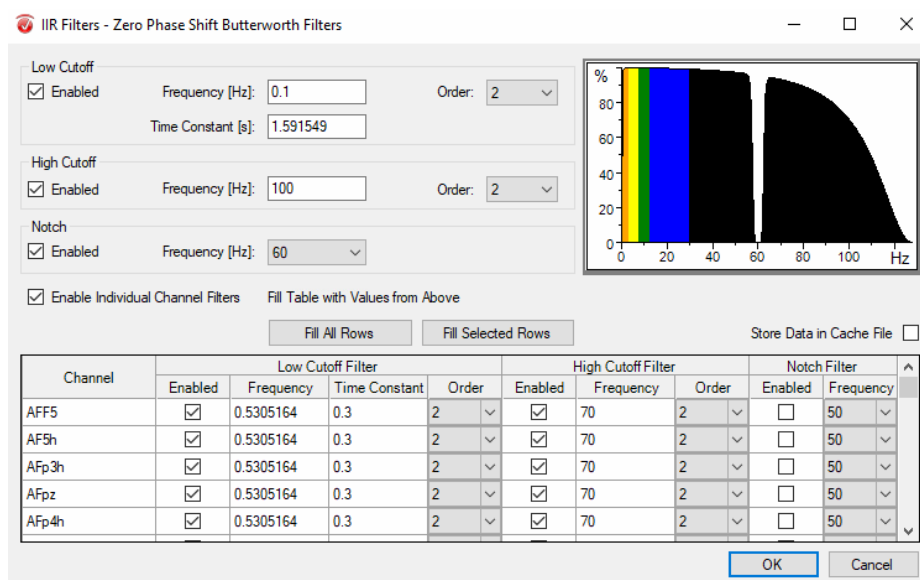 IIR Filters - Zero Phase Shift Butterworth Filters
Low Cutoff
Enabled Frequency [Hz]: 0.1 Order: 2
Time Constant [s]: 1.591549
High Cutoff
Enabled Frequency [Hz]: 100 Order: 2
Notch
Enabled Frequency [Hz]: 60
%
80
60
40
20
0
0 20 40 60 80 100 Hz
Enable Individual Channel Filters Fill Table with Values from Above
Fill All Rows Fill Selected Rows Store Data in Cache File
Channel Low Cutoff Filter High Cutoff Filter Notch Filter
Enabled Frequency Time Constant Order Enabled Frequency Order Enabled Frequency
AFF5 0.5305164 0.3 2 70 2 50
AF5h 0.5305164 0.3 2 70 2 50
AFp3h 0.5305164 0.3 2 70 2 50
AFpz 0.5305164 0.3 2 70 2 50
AFp4h 0.5305164 0.3 2 70 2 50
OK Cancel